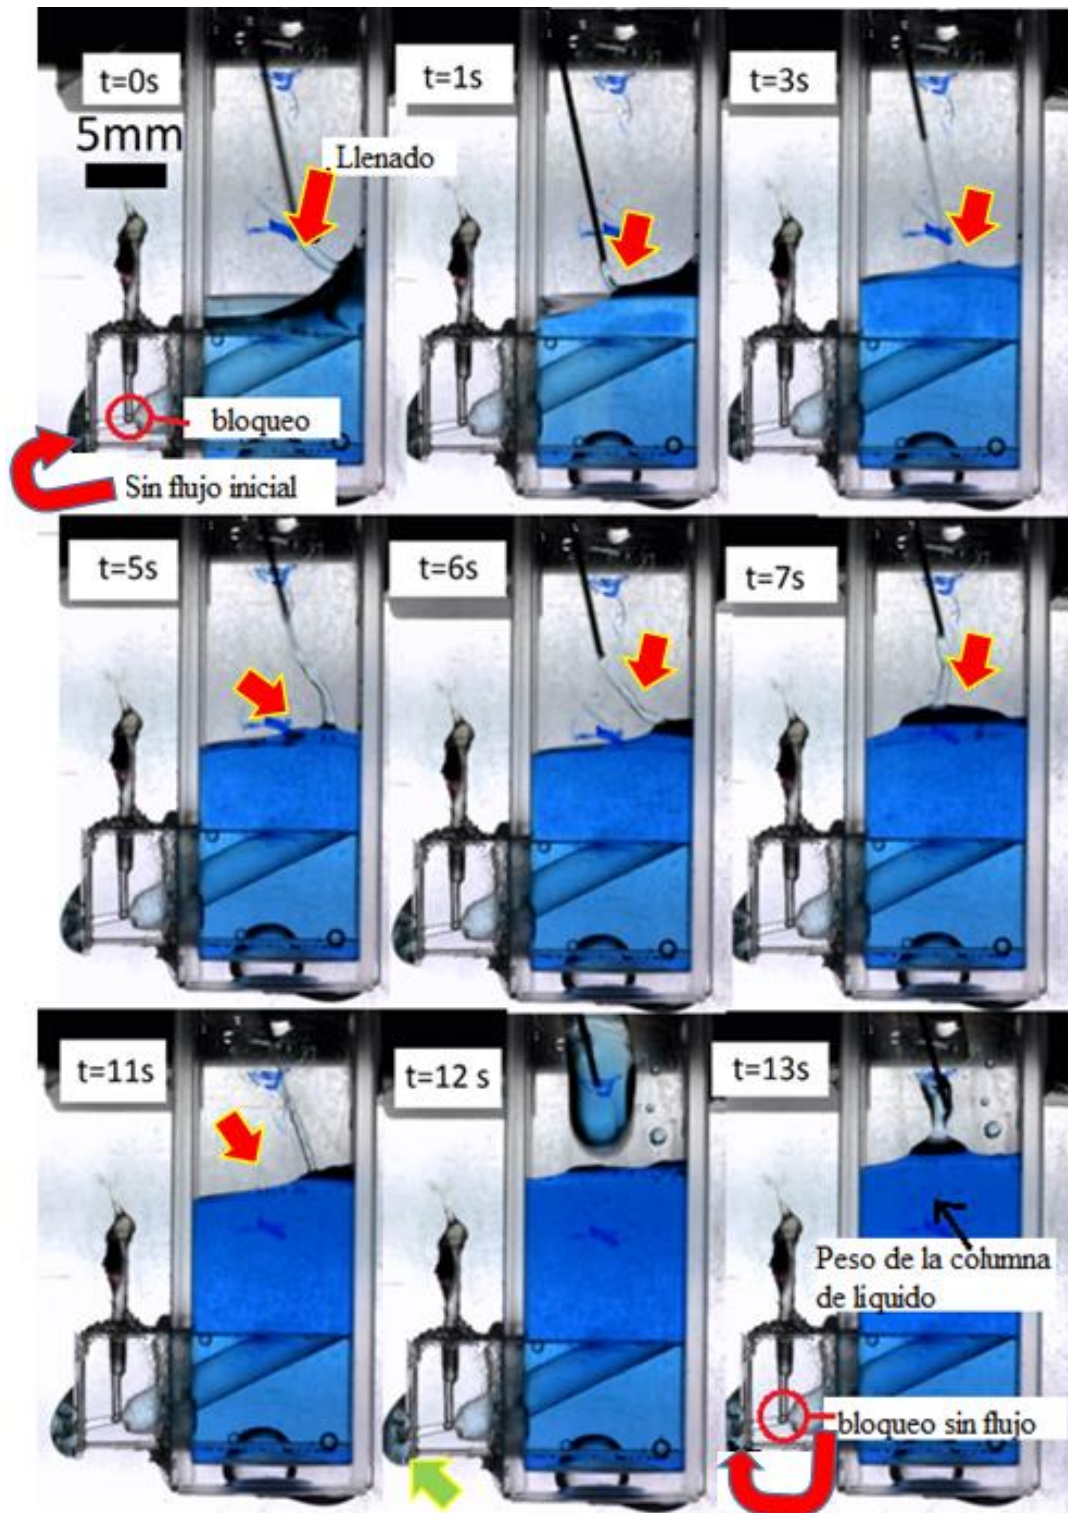 t=0s
t=1s
t=3s
5mm
Llenado
bloqueo
Sin flujo inicial
t=5s
t=6s
t=7s
t=11s
t=12 s
t=13s
Peso de la columna
de liquido
bloqueo sin flujo